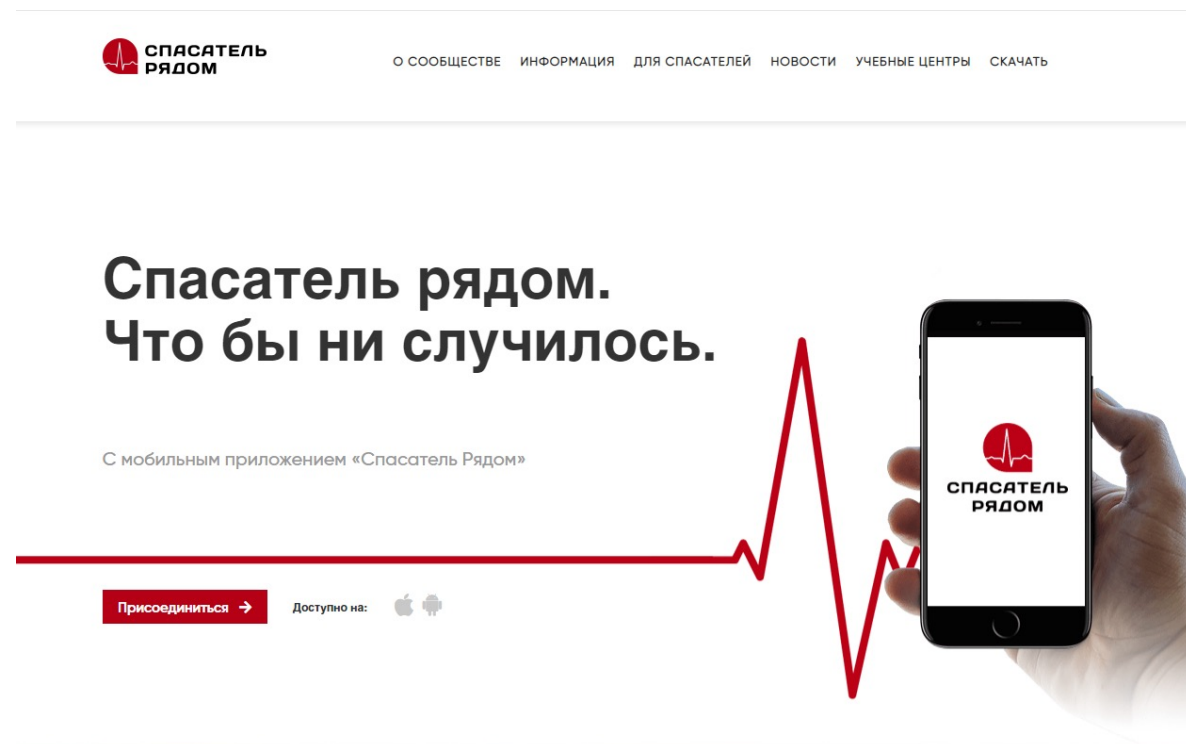 СПАСАТЕЛЬ
РЯДОМ
О СООБЩЕСТВЕ ИНФОРМАЦИЯ ДЛЯ СПАСАТЕЛЕЙ НОВОСТИ УЧЕБНЫЕ ЦЕНТРЫ СКАЧАТЬ
Спасатель рядом.
Что бы ни случилось.
С мобильным приложением «Спасатель Рядом»
СПАСАТЕЛЬ
РЯДОМ
Присоединиться → Доступно на: